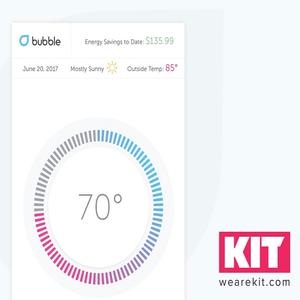 bubble
Energy Savings to Date: $135.99
June 20, 2017 Mostly Sunny Outside Temp: 85°
70°
KIT
wearekit.com